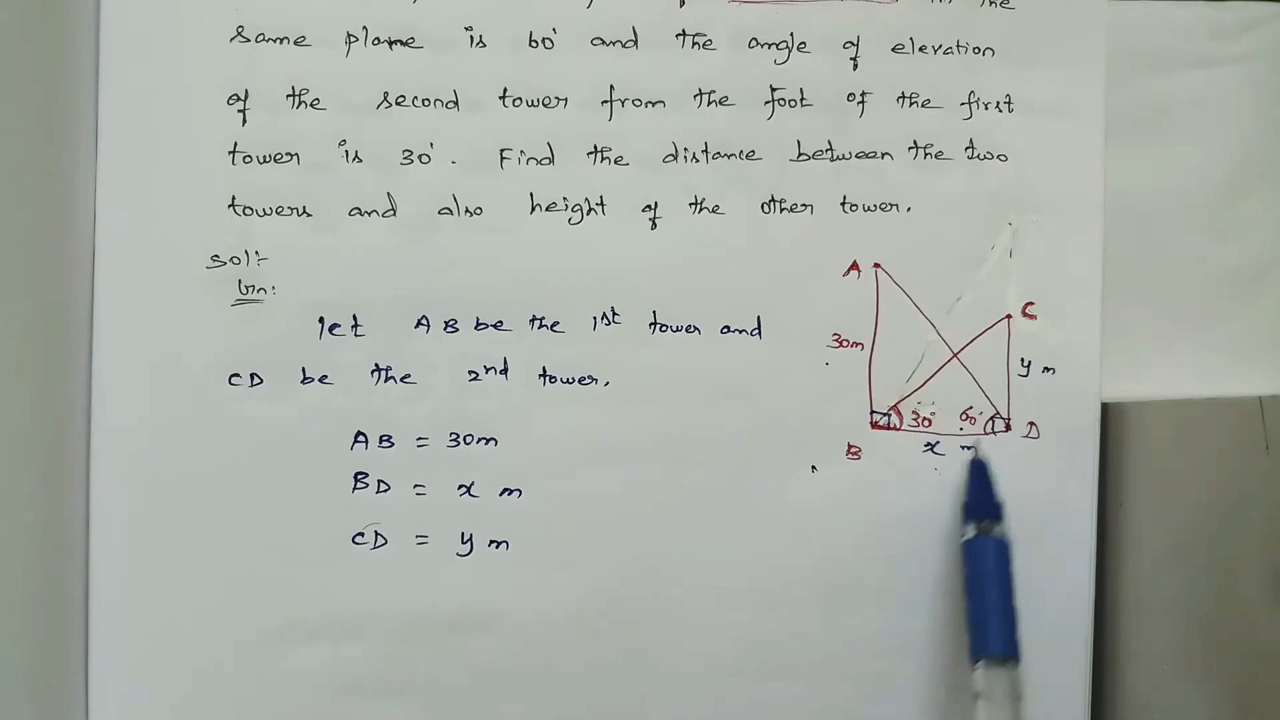 the
same plane is 60° and the angle of elevation
of the second tower from the foot of the first
tower is 30°. Find the distance between the two
towers and also height of the other tower.
Sol:-
Gn:
let AB be the 1st tower and
CD be the 2nd tower.
AB = 30m
BD = x m
CD = y m
A
C
30m
y m
30° 60°
B
D
x m